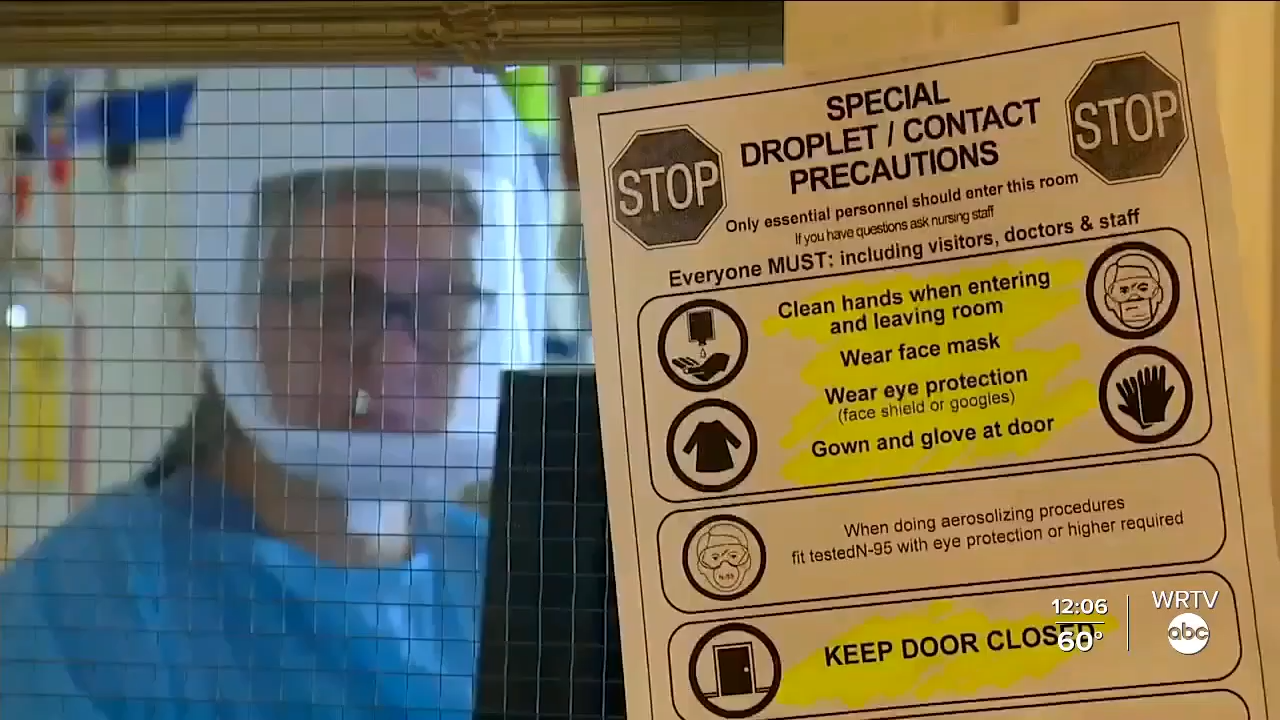 SPECIAL
DROPLET / CONTACT
PRECAUTIONS
STOP
STOP
Only essential personnel should enter this room
If you have questions ask nursing staff
Everyone MUST: including visitors, doctors & staff
Clean hands when entering
and leaving room
Wear face mask
Wear eye protection
(face shield or googles)
Gown and glove at door
When doing aerosolizing procedures
fit testedN-95 with eye protection or higher required
N-95
KEEP DOOR CLOSED
12:06
60°
WRTV
abc